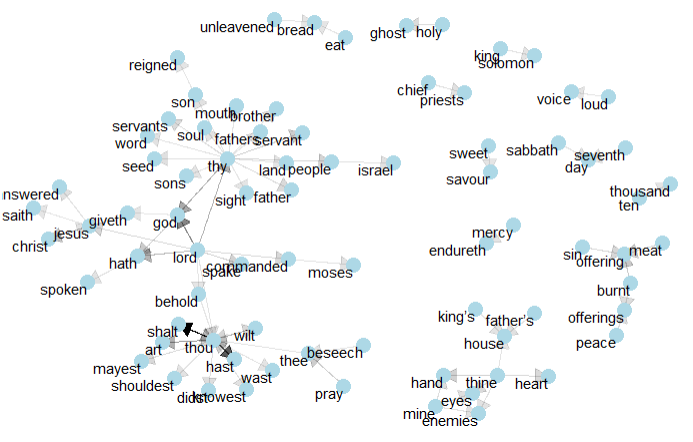 unleavened bread
eat
ghost holy
king
solomon
reigned
son
chief
priests
voice loud
mouth brother
servants
soul fathers servant
word
sweet
savour
sabbath seventh
day
seed thy land people israel
sons
sight father
thousand
ten
nswered
saith
giveth god
christ jesus
mercy
endureth
hath lord spake commanded moses
sin offering meat
spoken
behold
burnt
offerings
peace
king's father's
house
shalt wilt
art thou
thee beseech
mayest hast
shouldest wast
didst knowest
pray
hand thine heart
eyes
mine
enemies